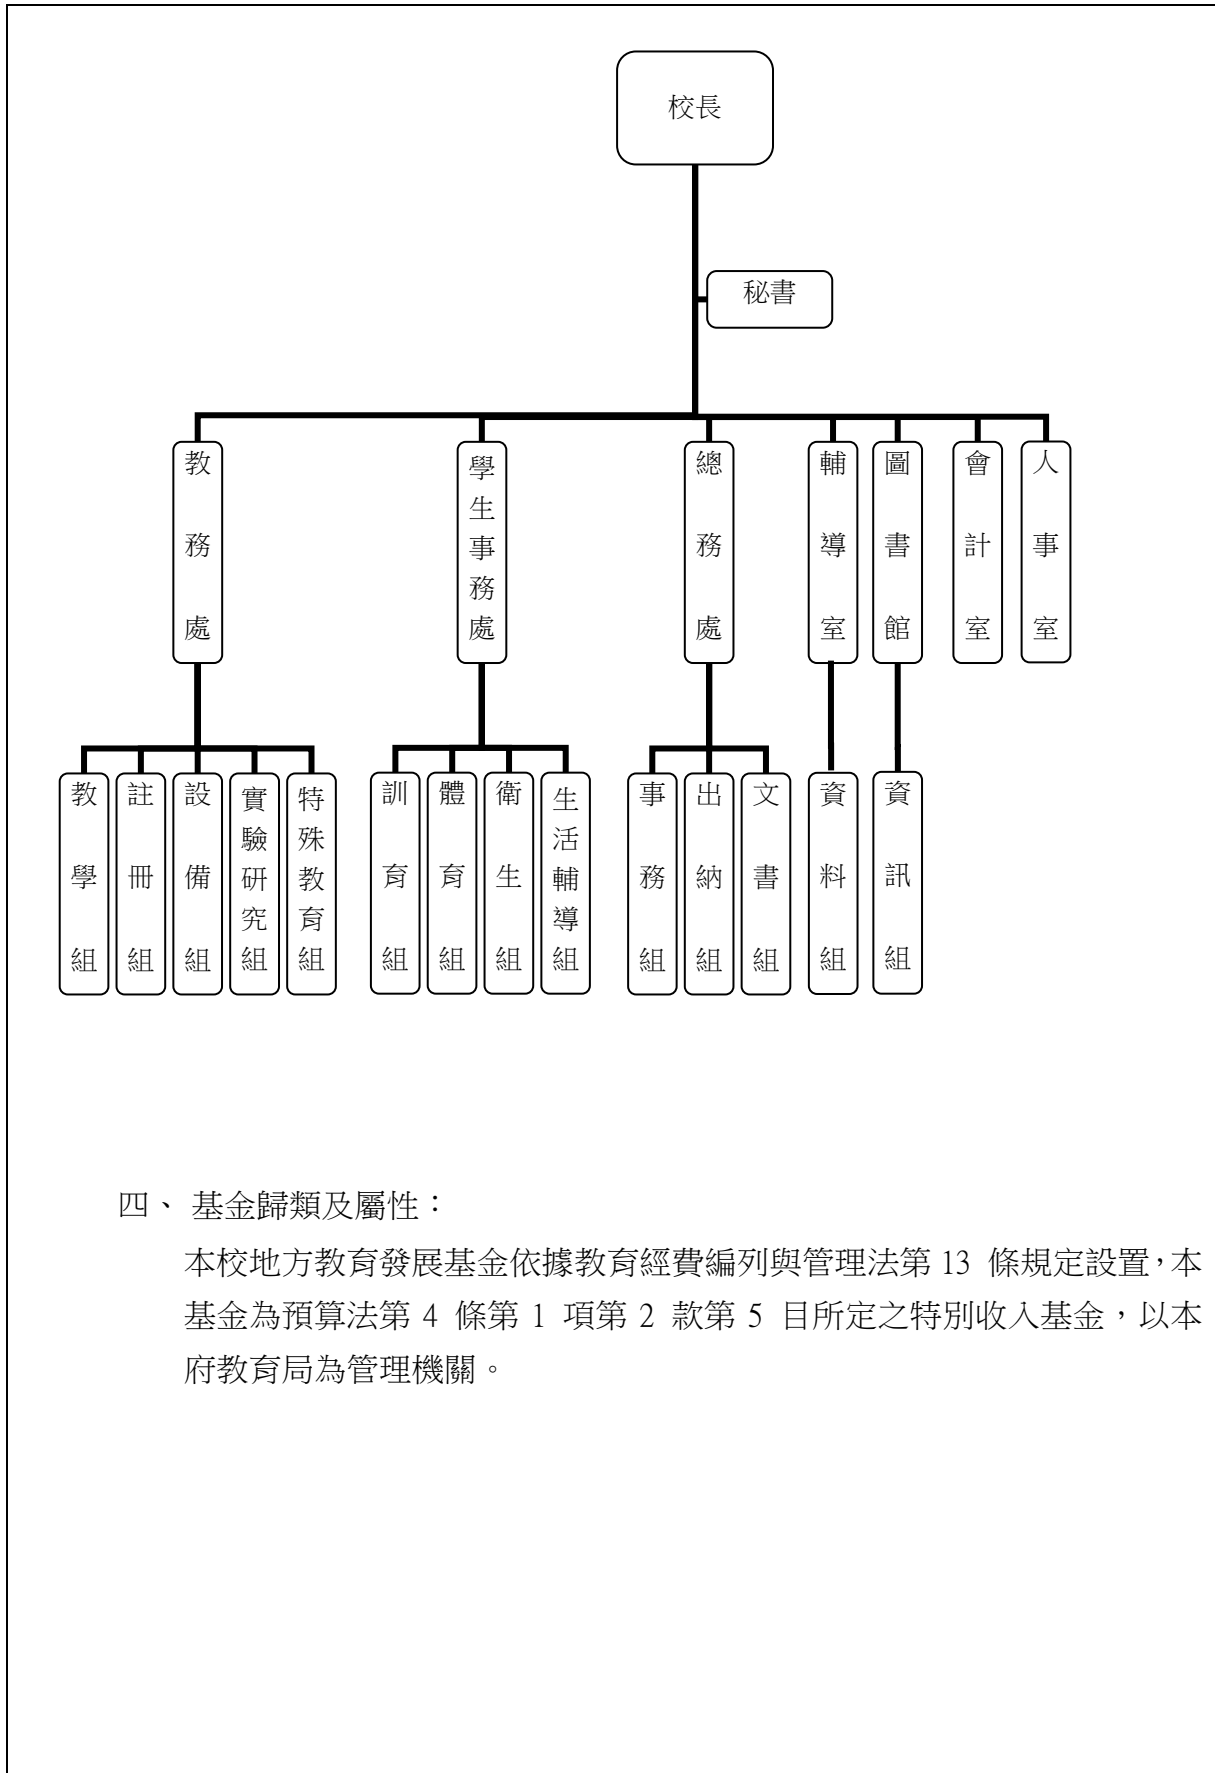 校長
秘書
教務處
學生事務處
總務處
輔導室
圖書館
會計室
人事室
教學組
註冊組
設備組
實驗研究組
特殊教育組
訓育組
體育組
衛生組
生活輔導組
事務組
出納組
文書組
資料組
資訊組
四、 基金歸類及屬性：
本校地方教育發展基金依據教育經費編列與管理法第 13 條規定設置，本
基金為預算法第 4 條第 1 項第 2 款第 5 目所定之特別收入基金，以本
府教育局為管理機關。